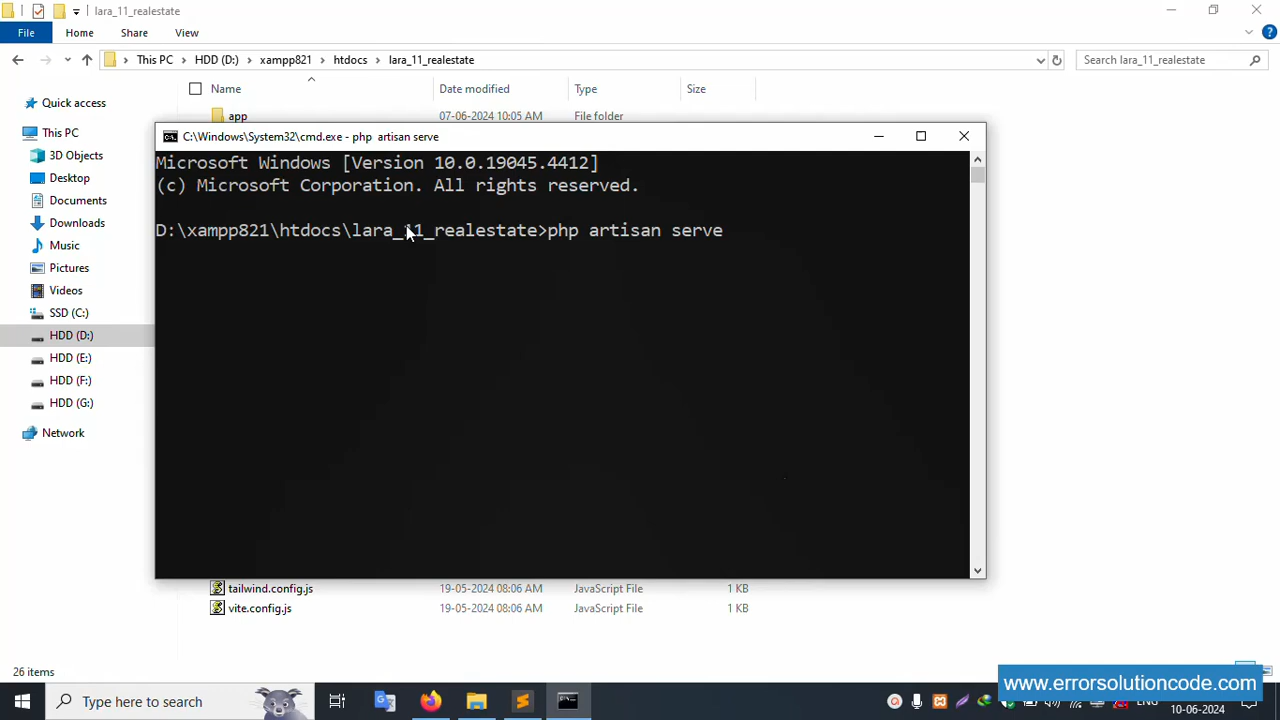 lara_11_realestate
File
Home
Share
View
This PC
HDD (D:)
xampp821
htdocs
lara_11_realestate
Search lara_11_realestate
Name
Date modified
Type
Size
Quick access
This PC
3D Objects
Desktop
Documents
Downloads
Music
Pictures
Videos
SSD (C:)
HDD (D:)
HDD (E:)
HDD (F:)
HDD (G:)
Network
app 07-06-2024 10:05 AM File folder
C:\Windows\System32\cmd.exe - php artisan serve
Microsoft Windows [Version 10.0.19045.4412]
(c) Microsoft Corporation. All rights reserved.
D:\xampp821\htdocs\lara_11_realestate>php artisan serve
tailwind.config.js 19-05-2024 08:06 AM JavaScript File 1 KB
vite.config.js 19-05-2024 08:06 AM JavaScript File 1 KB
26 items
www.errorsolutioncode.com
Type here to search
ENG
10-06-2024